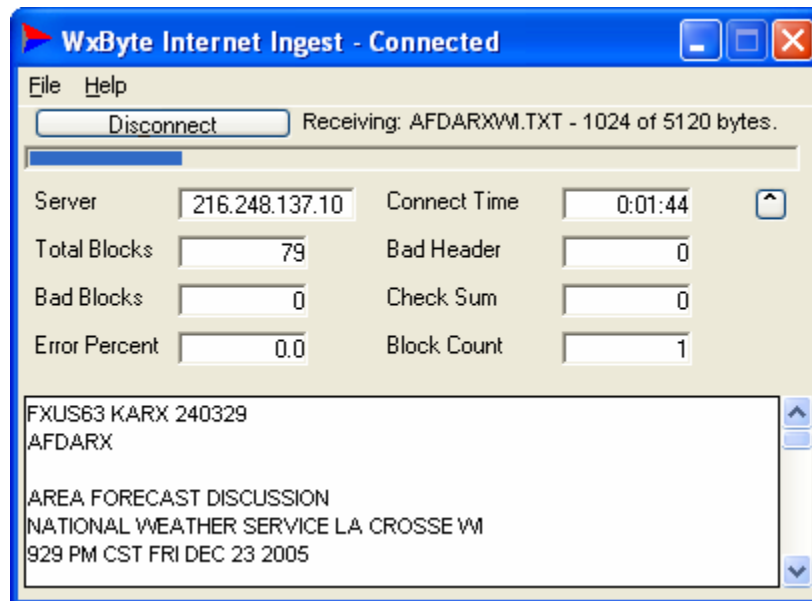 WxByte Internet Ingest - Connected
File Help
Disconnect Receiving: AFDARXWI.TXT - 1024 of 5120 bytes.
Server 216.248.137.10 Connect Time 0:01:44
Total Blocks 79 Bad Header 0
Bad Blocks 0 Check Sum 0
Error Percent 0.0 Block Count 1
FXUS63 KARX 240329
AFDARX
AREA FORECAST DISCUSSION
NATIONAL WEATHER SERVICE LA CROSSE WI
929 PM CST FRI DEC 23 2005